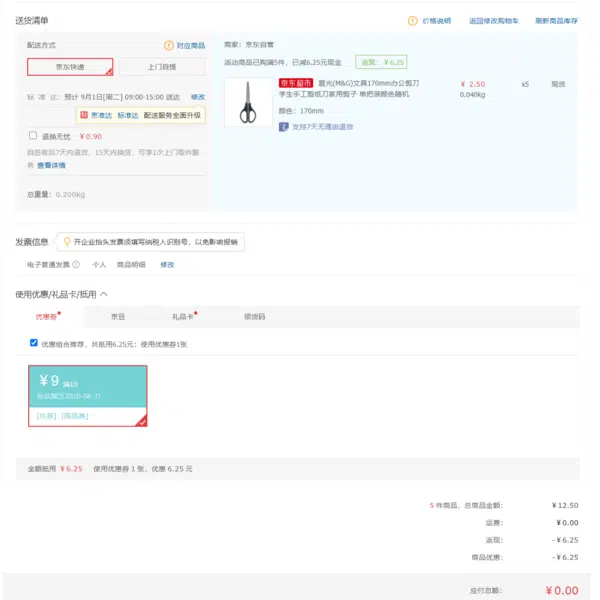 送货清单
价格说明 返回修改购物车 刷新商品库存
配送方式 对应商品
京东快递 上门自提
标 准 达：预计 9月1日[周二] 09:00-15:00 送达 修改
京准达 标准达 配送服务全面升级
退换无忧 ￥0.90
自签收后7天内退货，15天内换货，可享1次上门取件服
务 查看详情
总重量：0.200kg
商家：京东自营
活动商品已购满5件，已减6.25元现金 返现：￥6.25
京东超市 晨光(M&G)文具170mm办公剪刀
学生手工剪纸刀家用剪子 单把装颜色随机
颜色：170mm
支持7天无理由退货
￥ 2.50 x5 现货
0.040kg
发票信息 开企业抬头发票须填写纳税人识别号，以免影响报销
电子普通发票 个人 商品明细 修改
使用优惠/礼品卡/抵用
优惠券 京豆 礼品卡 领货码
优惠组合推荐，共抵用6.25元：使用优惠券1张
￥9 满10
金额抵用 ￥6.25 使用优惠券 1 张，优惠 6.25 元
5 件商品，总商品金额： ￥12.50
运费： ￥0.00
返现： -￥6.25
商品优惠： -￥6.25
应付总额： ￥0.00